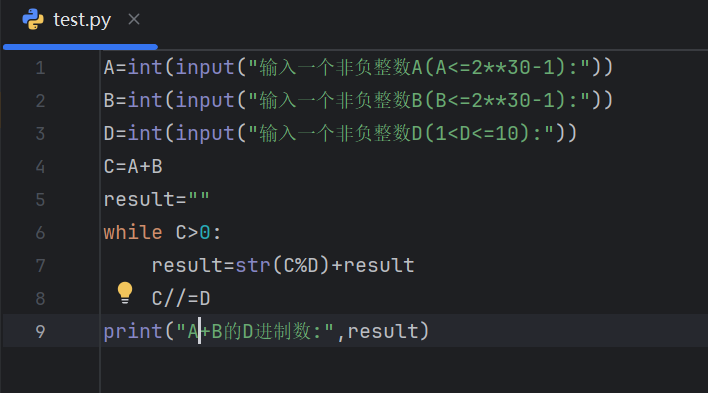 test.py ×
1 A=int(input("输入一个非负整数A(A<=2**30-1):"))
2 B=int(input("输入一个非负整数B(B<=2**30-1):"))
3 D=int(input("输入一个非负整数D(1<D<=10):"))
4 C=A+B
5 result=""
6 while C>0:
7     result=str(C%D)+result
8     C//=D
9 print("A+B的D进制数:",result)